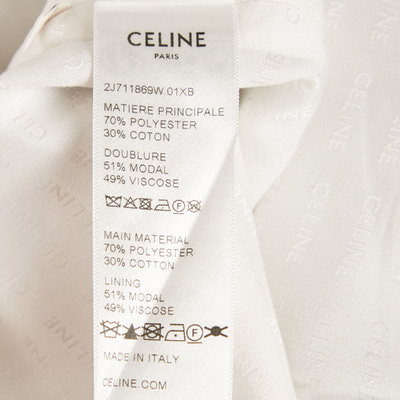 CELINE
PARIS
2J711869W.01XB
MATIERE PRINCIPALE
70% POLYESTER
30% COTON
DOUBLURE
51% MODAL
49% VISCOSE
MAIN MATERIAL
70% POLYESTER
30% COTTON
LINING
51% MODAL
49% VISCOSE
MADE IN ITALY
CELINE.COM
CELINE
CELINE
CELINE
CELINE